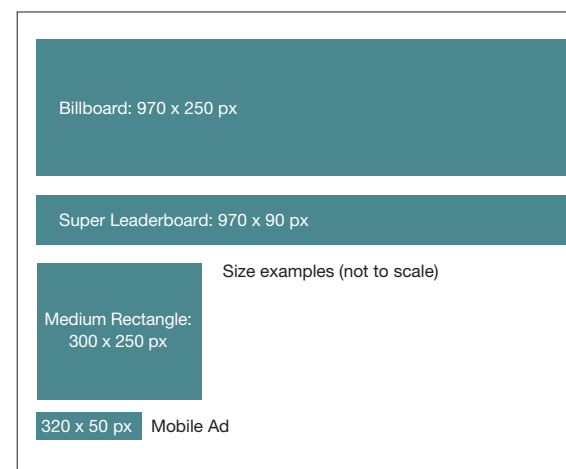 Billboard: 970 x 250 px
Super Leaderboard: 970 x 90 px
Size examples (not to scale)
Medium Rectangle:
300 x 250 px
320 x 50 px Mobile Ad